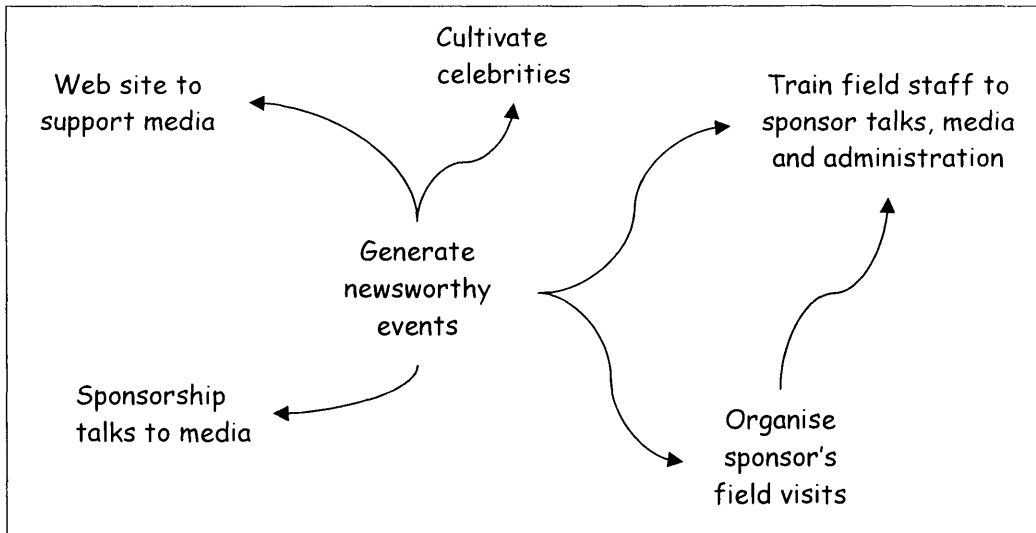 Cultivate
celebrities
Web site to
support media
Train field staff to
sponsor talks, media
and administration
Generate
newsworthy
events
Sponsorship
talks to media
Organise
sponsor's
field visits